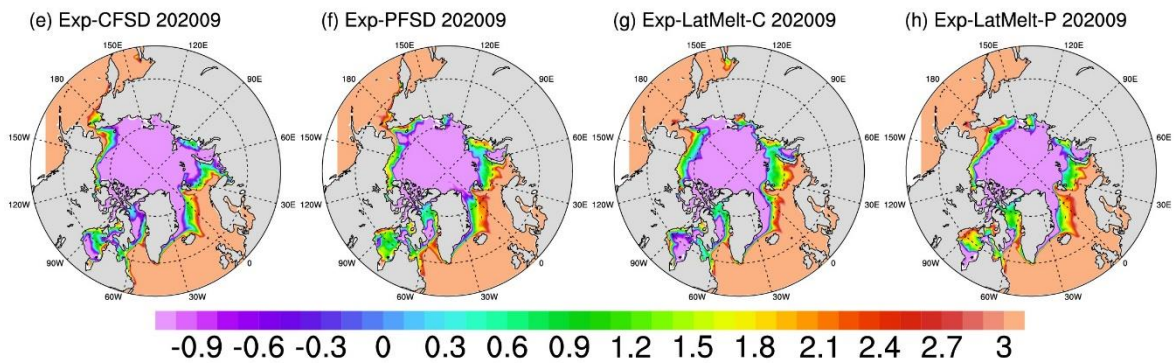 (e) Exp-CFSD 202009 (f) Exp-PFSD 202009 (g) Exp-LatMelt-C 202009 (h) Exp-LatMelt-P 202009
150E 120E 150E 120E 150E 120E 150E 120E
180 90E 180 90E 180 90E 180 90E
150W 60E 150W 60E 150W 60E 150W 60E
120W 30E 120W 30E 120W 30E 120W 30E
90W 0 90W 0 90W 0 90W 0
60W 30W 60W 30W 60W 30W 60W 30W
-0.9 -0.6 -0.3 0 0.3 0.6 0.9 1.2 1.5 1.8 2.1 2.4 2.7 3